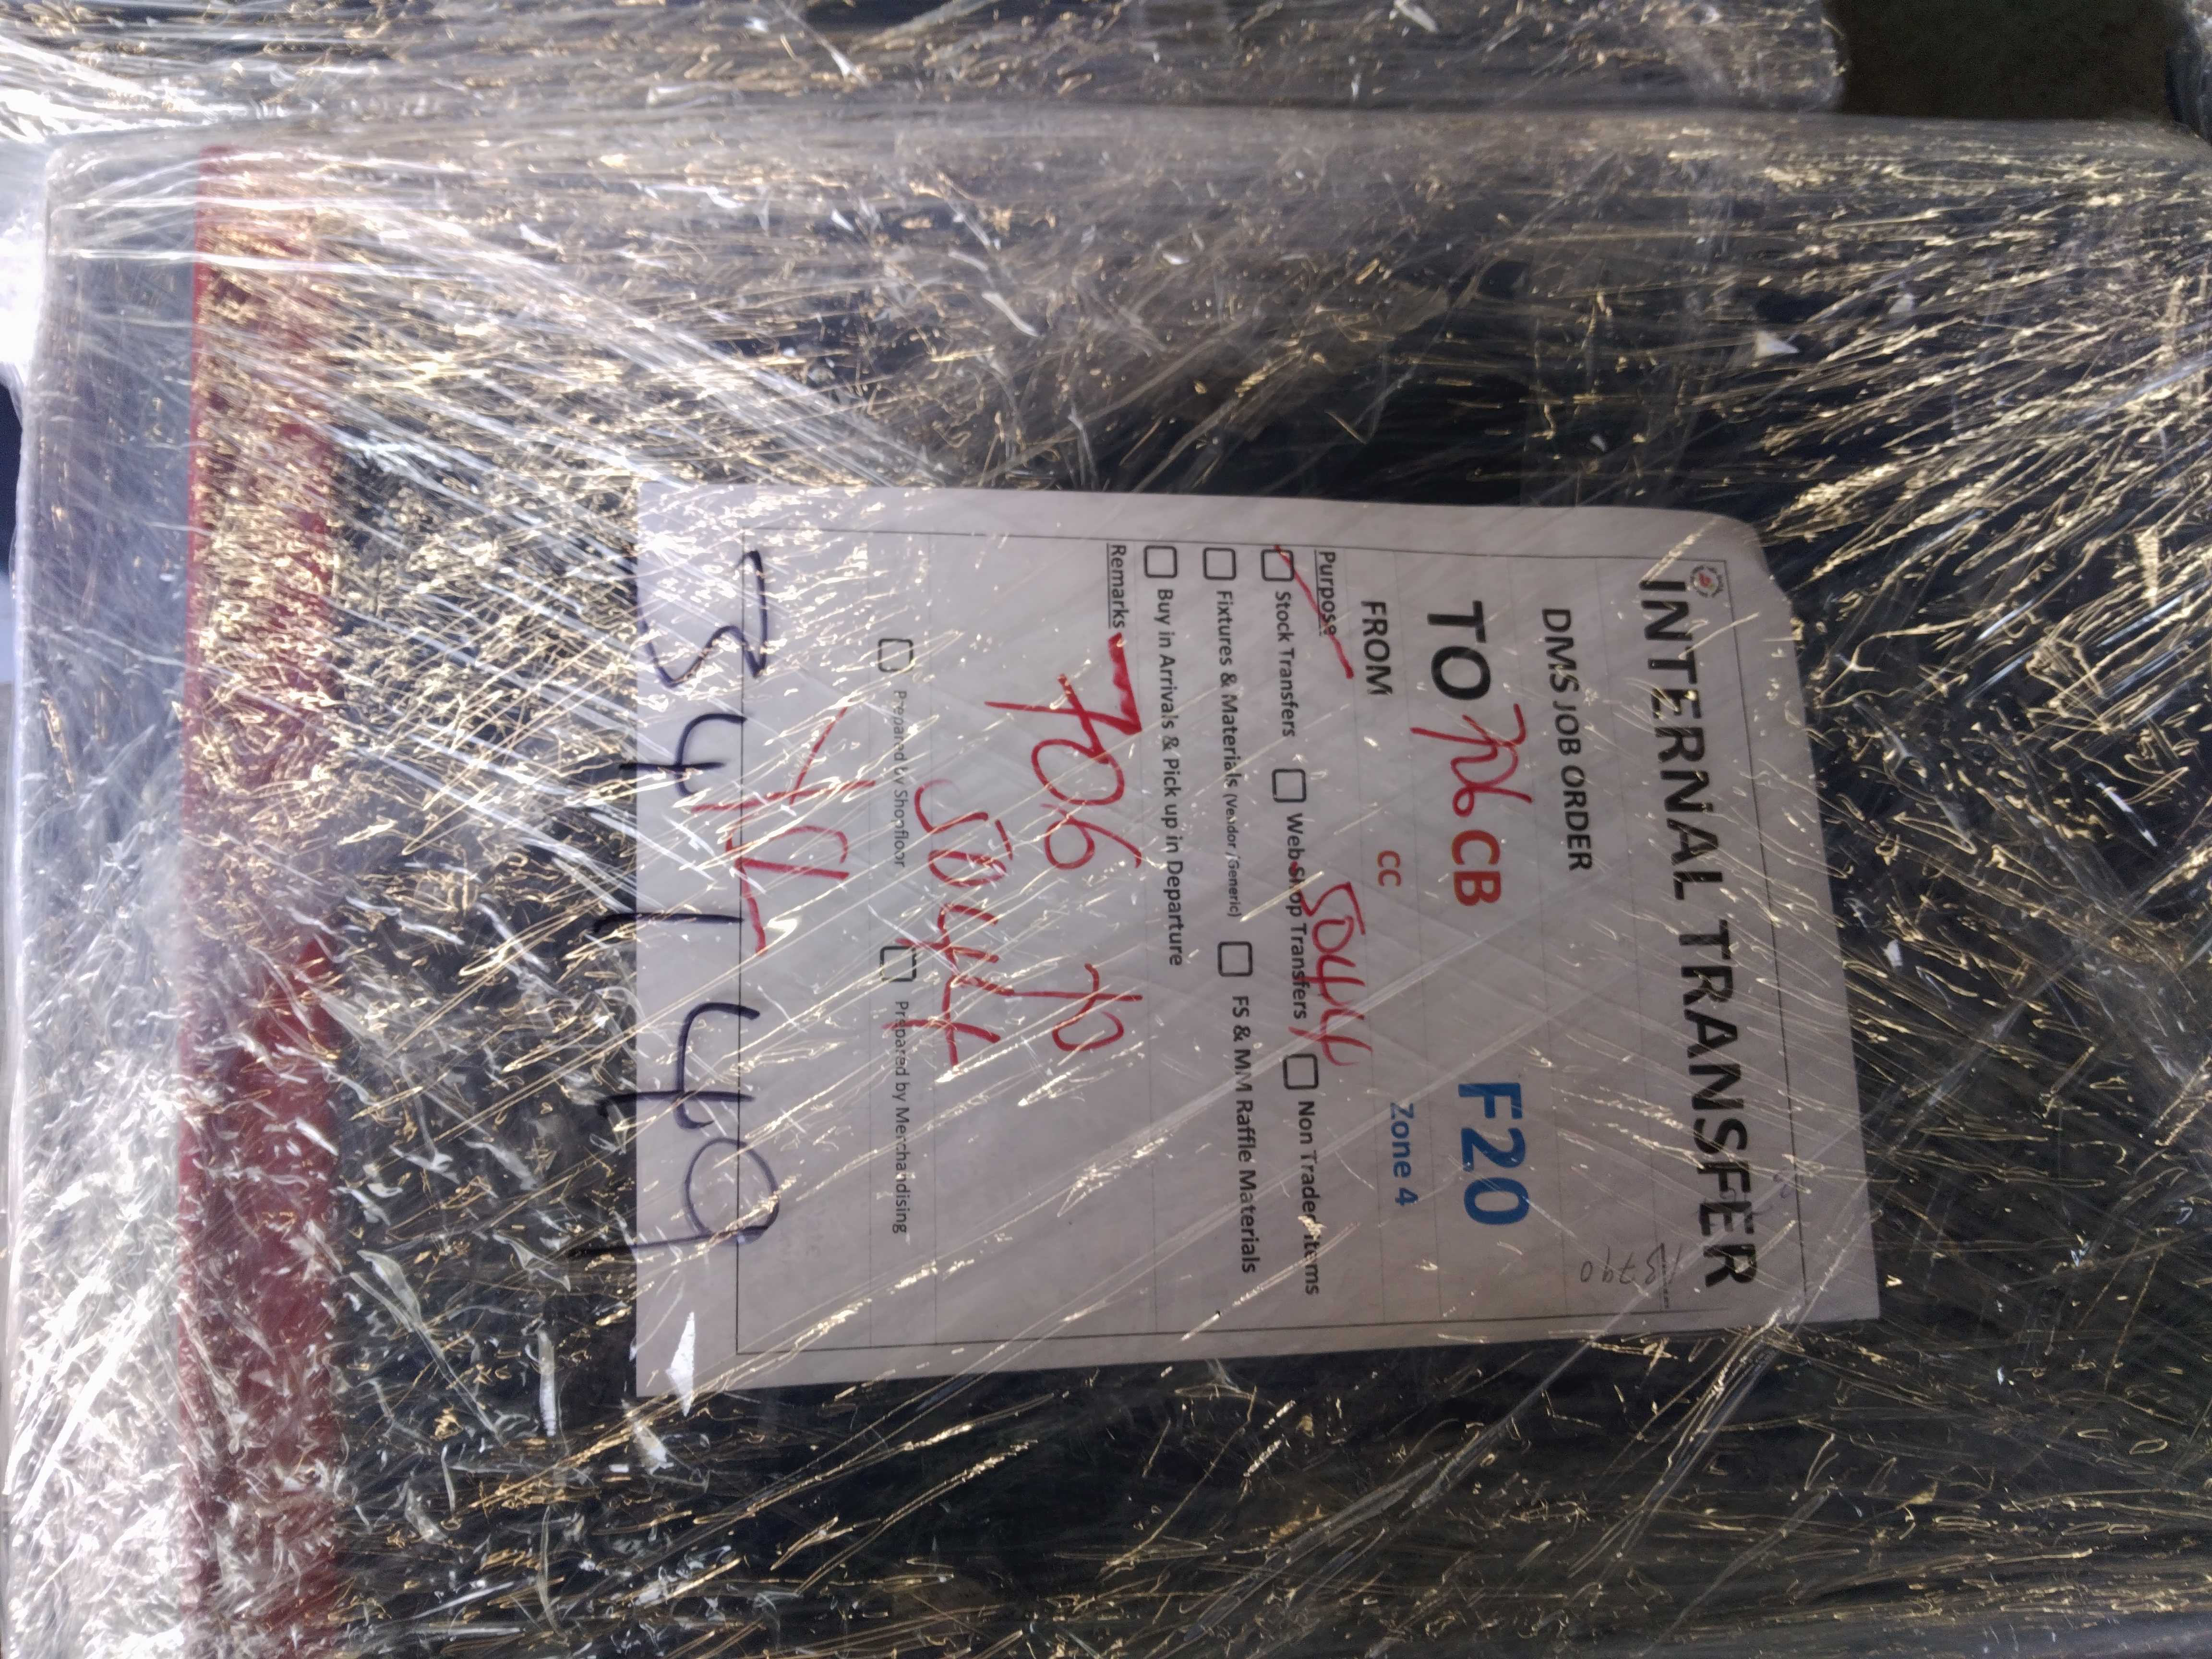 INTERNAL TRANSFER
DMS JOB ORDER
TO 706 CB F20
FROM CC 5044 Zone 4
Purpose
Stock Transfers Web-Shop Transfers Non Trade Items
Fixtures & Materials (Vendor/Generic) FS & MM Raffle Materials
Buy in Arrivals & Pick up in Departure
Remarks
706 To
5044
Prepared by Shopfloor Prepared by Merchandising